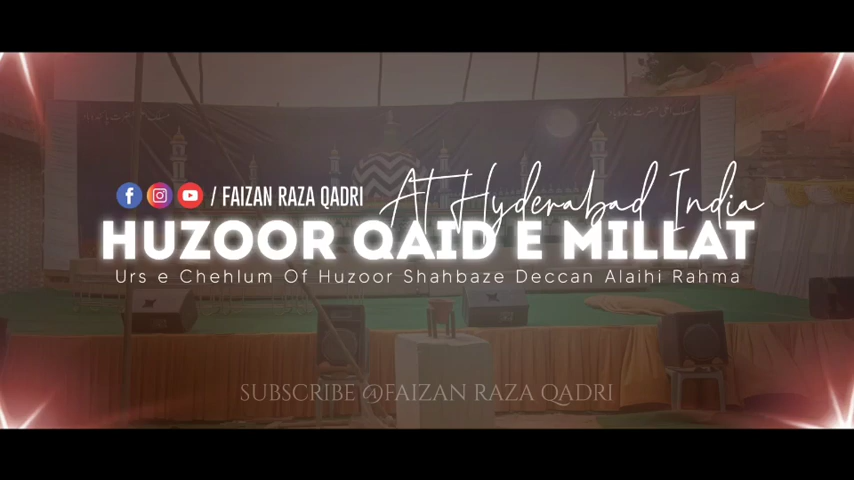 / FAIZAN RAZA QADRI
At Hyderabad India
HUZOOR QAID E MILLAT
Urs e Chehlum Of Huzoor Shahbaze Deccan Alaihi Rahma
SUBSCRIBE @FAIZAN RAZA QADRI